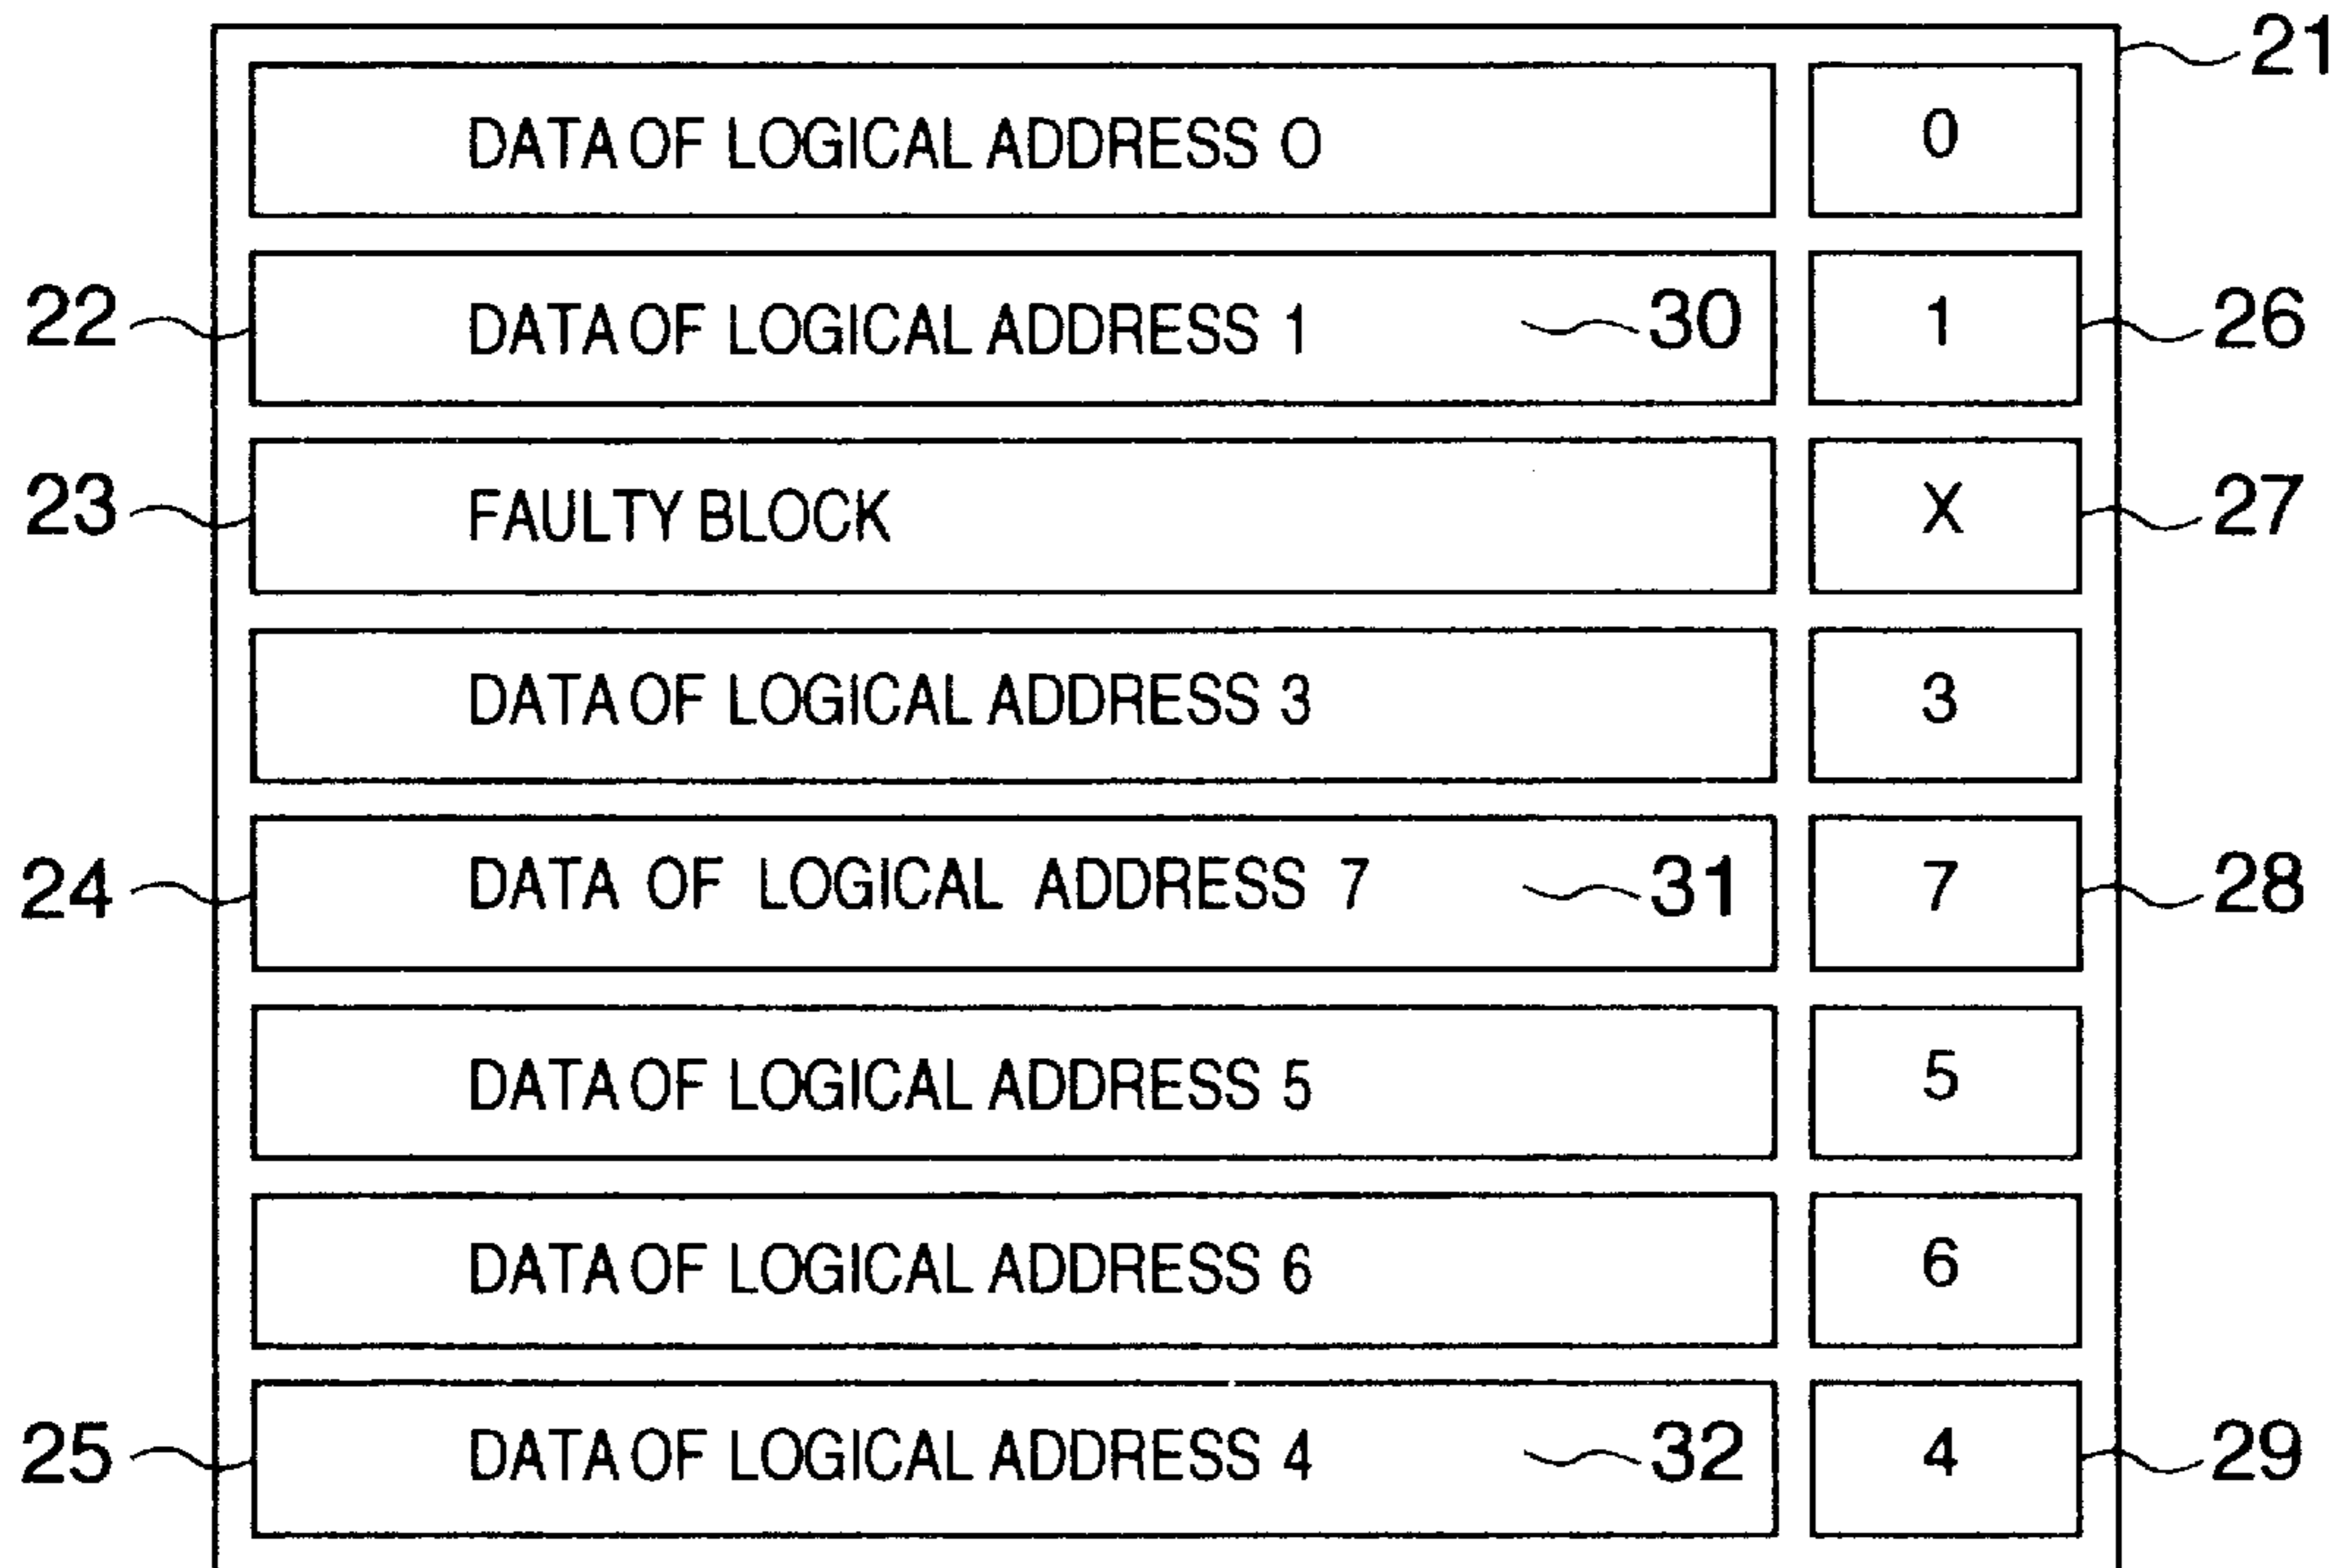 21
DATA OF LOGICAL ADDRESS 0 0
22 DATA OF LOGICAL ADDRESS 1 30 1 26
23 FAULTY BLOCK X 27
DATA OF LOGICAL ADDRESS 3 3
24 DATA OF LOGICAL ADDRESS 7 31 7 28
DATA OF LOGICAL ADDRESS 5 5
DATA OF LOGICAL ADDRESS 6 6
25 DATA OF LOGICAL ADDRESS 4 32 4 29